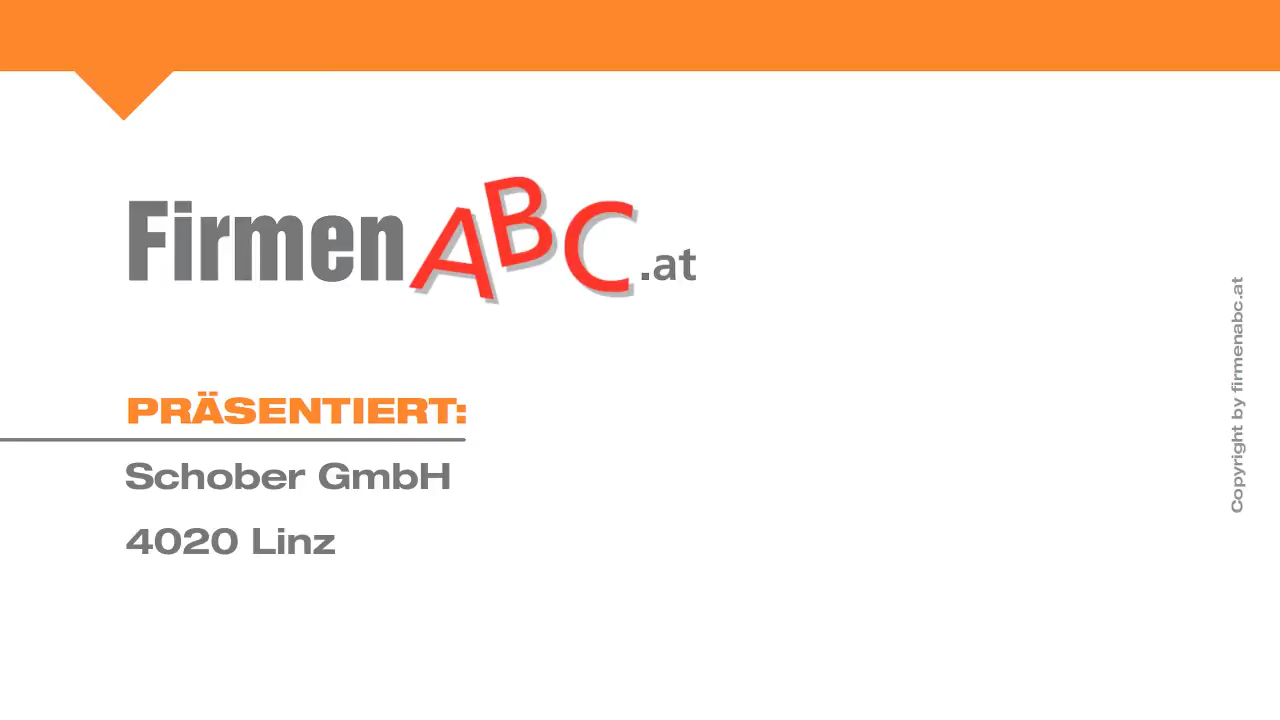 FirmenABC.at
PRÄSENTIERT:
Schober GmbH
4020 Linz
Copyright by firmenabc.at